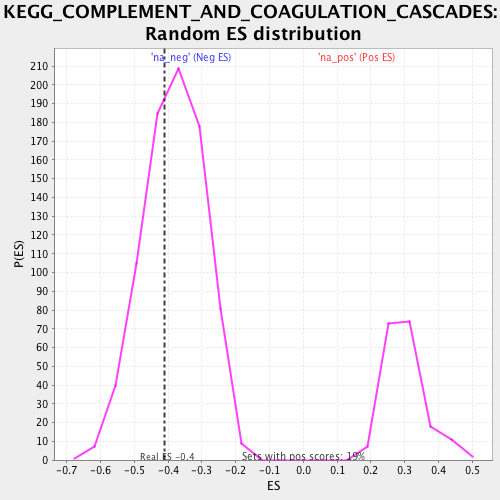 KEGG_COMPLEMENT_AND_COAGULATION_CASCADES:
Random ES distribution
'na_neg' (Neg ES)
'na_pos' (Pos ES)
210
200
190
180
170
160
150
140
130
120
110
100
90
80
70
60
50
40
30
20
10
0
P(ES)
Real ES -0.4
Sets with pos scores: 19%
-0.7 -0.6 -0.5 -0.4 -0.3 -0.2 -0.1 0.0 0.1 0.2 0.3 0.4 0.5
ES